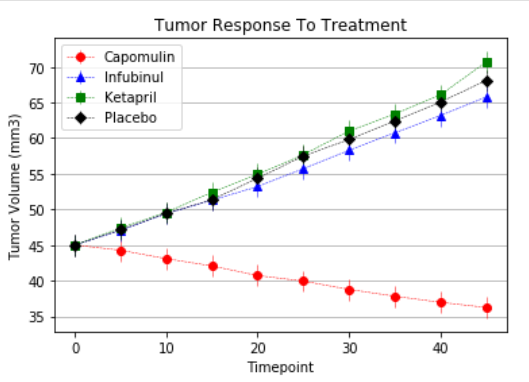 Tumor Response To Treatment
Capomulin
Infubinul
Ketapril
Placebo
70
65
60
55
50
45
40
35
Tumor Volume (mm3)
0
10
20
30
40
Timepoint